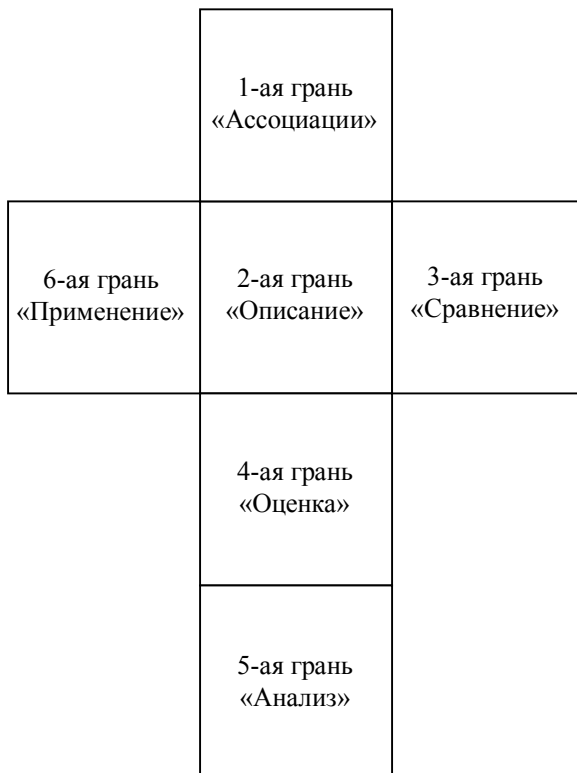 1-ая грань
«Ассоциации»
6-ая грань
«Применение»
2-ая грань
«Описание»
3-ая грань
«Сравнение»
4-ая грань
«Оценка»
5-ая грань
«Анализ»